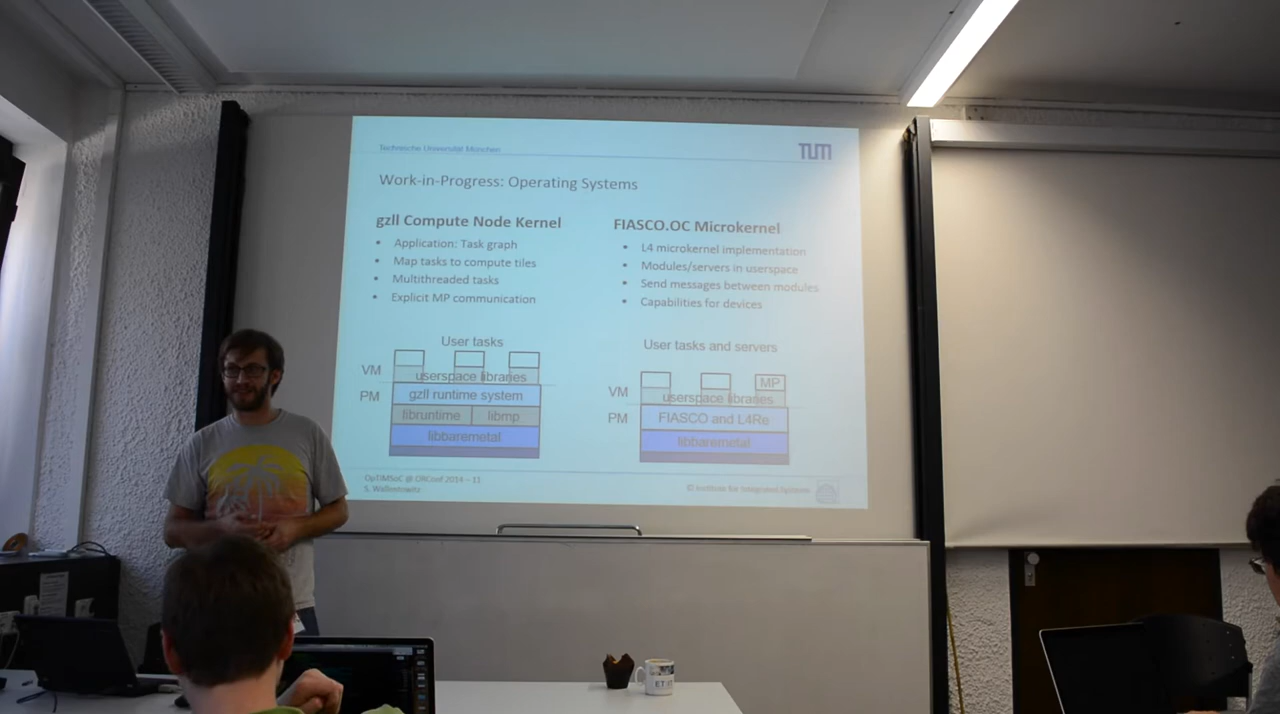 Technische Universität München
TUM
Work-in-Progress: Operating Systems
gzll Compute Node Kernel
• Application: Task graph
• Map tasks to compute tiles
• Multithreaded tasks
• Explicit MP communication
User tasks
VM
userspace libraries
PM
gzll runtime system
libruntime
libmp
libbaremetal
FIASCO.OC Microkernel
• L4 microkernel implementation
• Modules/servers in userspace
• Send messages between modules
• Capabilities for devices
User tasks and servers
MP
VM
userspace libraries
PM
FIASCO and L4Re
libbaremetal
OpTiMSoC @ ORConf 2014 – 11
S. Wallentowitz
© Institute for Integrated Systems